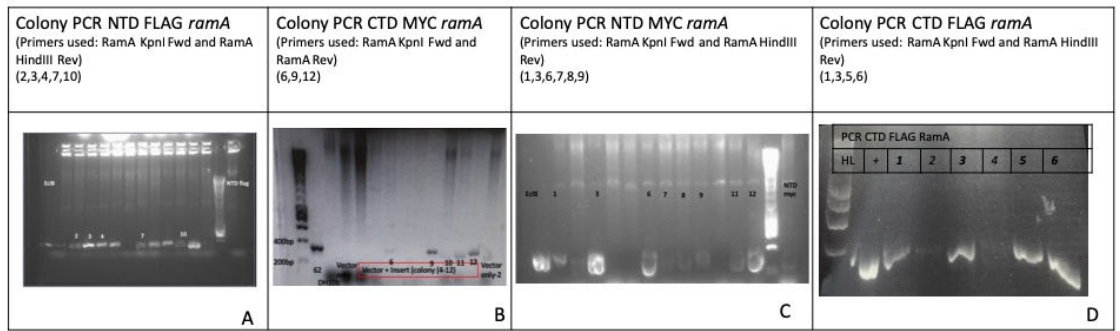 Colony PCR NTD FLAG ramA
(Primers used: RamA KpnI Fwd and RamA
HindIII Rev)
(2,3,4,7,10)
Colony PCR CTD MYC ramA
(Primers used: RamA KpnI Fwd and
RamA Rev)
(6,9,12)
Colony PCR NTD MYC ramA
(Primers used: RamA KpnI Fwd and RamA HindIII
Rev)
(1,3,6,7,8,9)
Colony PCR CTD FLAG ramA
(Primers used: RamA KpnI Fwd and RamA HindIII
Rev)
(1,3,5,6)
Ecl8
NTD-flag
2 3 4 7 10
A
400bp
200bp
62
Vector
6 9 10 11 12
Vector + Insert (colony (4-12)
Vector
only-2
B
Ecl8 1 3 6 7 8 9 11 12
NTD
myc
C
PCR CTD FLAG RamA
HL + 1 2 3 4 5 6
D